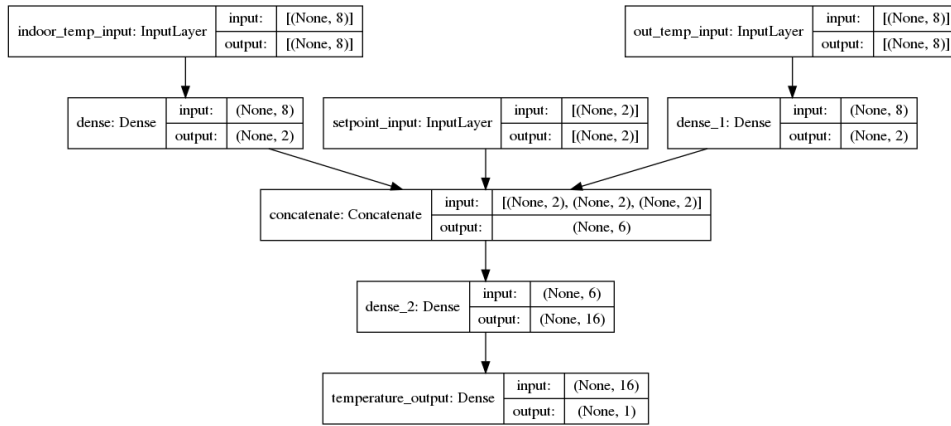 indoor_temp_input: InputLayer
input: [(None, 8)]
output: [(None, 8)]
out_temp_input: InputLayer
input: [(None, 8)]
output: [(None, 8)]
dense: Dense
input: (None, 8)
output: (None, 2)
setpoint_input: InputLayer
input: [(None, 2)]
output: [(None, 2)]
dense_1: Dense
input: (None, 8)
output: (None, 2)
concatenate: Concatenate
input: [(None, 2), (None, 2), (None, 2)]
output: (None, 6)
dense_2: Dense
input: (None, 6)
output: (None, 16)
temperature_output: Dense
input: (None, 16)
output: (None, 1)